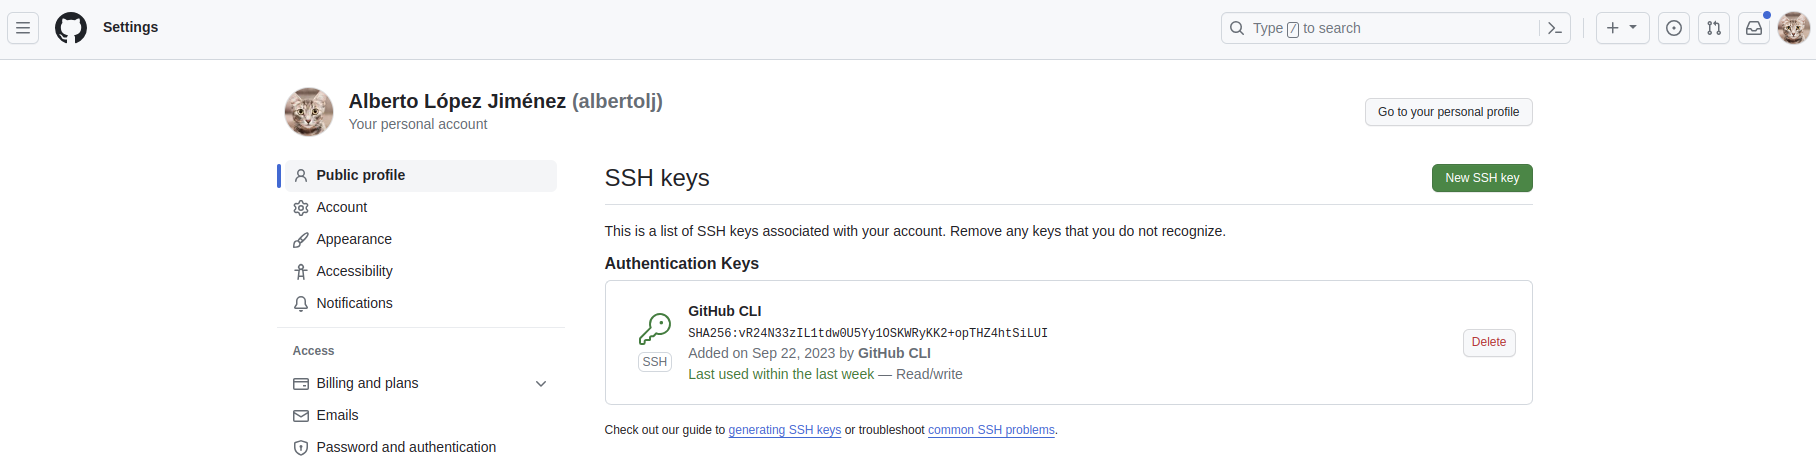 Settings
Type / to search
Alberto López Jiménez (albertolj)
Your personal account
Go to your personal profile
Public profile
Account
Appearance
Accessibility
Notifications
Access
Billing and plans
Emails
Password and authentication
SSH keys
New SSH key
This is a list of SSH keys associated with your account. Remove any keys that you do not recognize.
Authentication Keys
GitHub CLI
SHA256:vR24N33zIL1tdw0U5Yy1OSKWRyKK2+opTHZ4htSiLUI
Added on Sep 22, 2023 by GitHub CLI
Last used within the last week — Read/write
SSH
Delete
Check out our guide to generating SSH keys or troubleshoot common SSH problems.